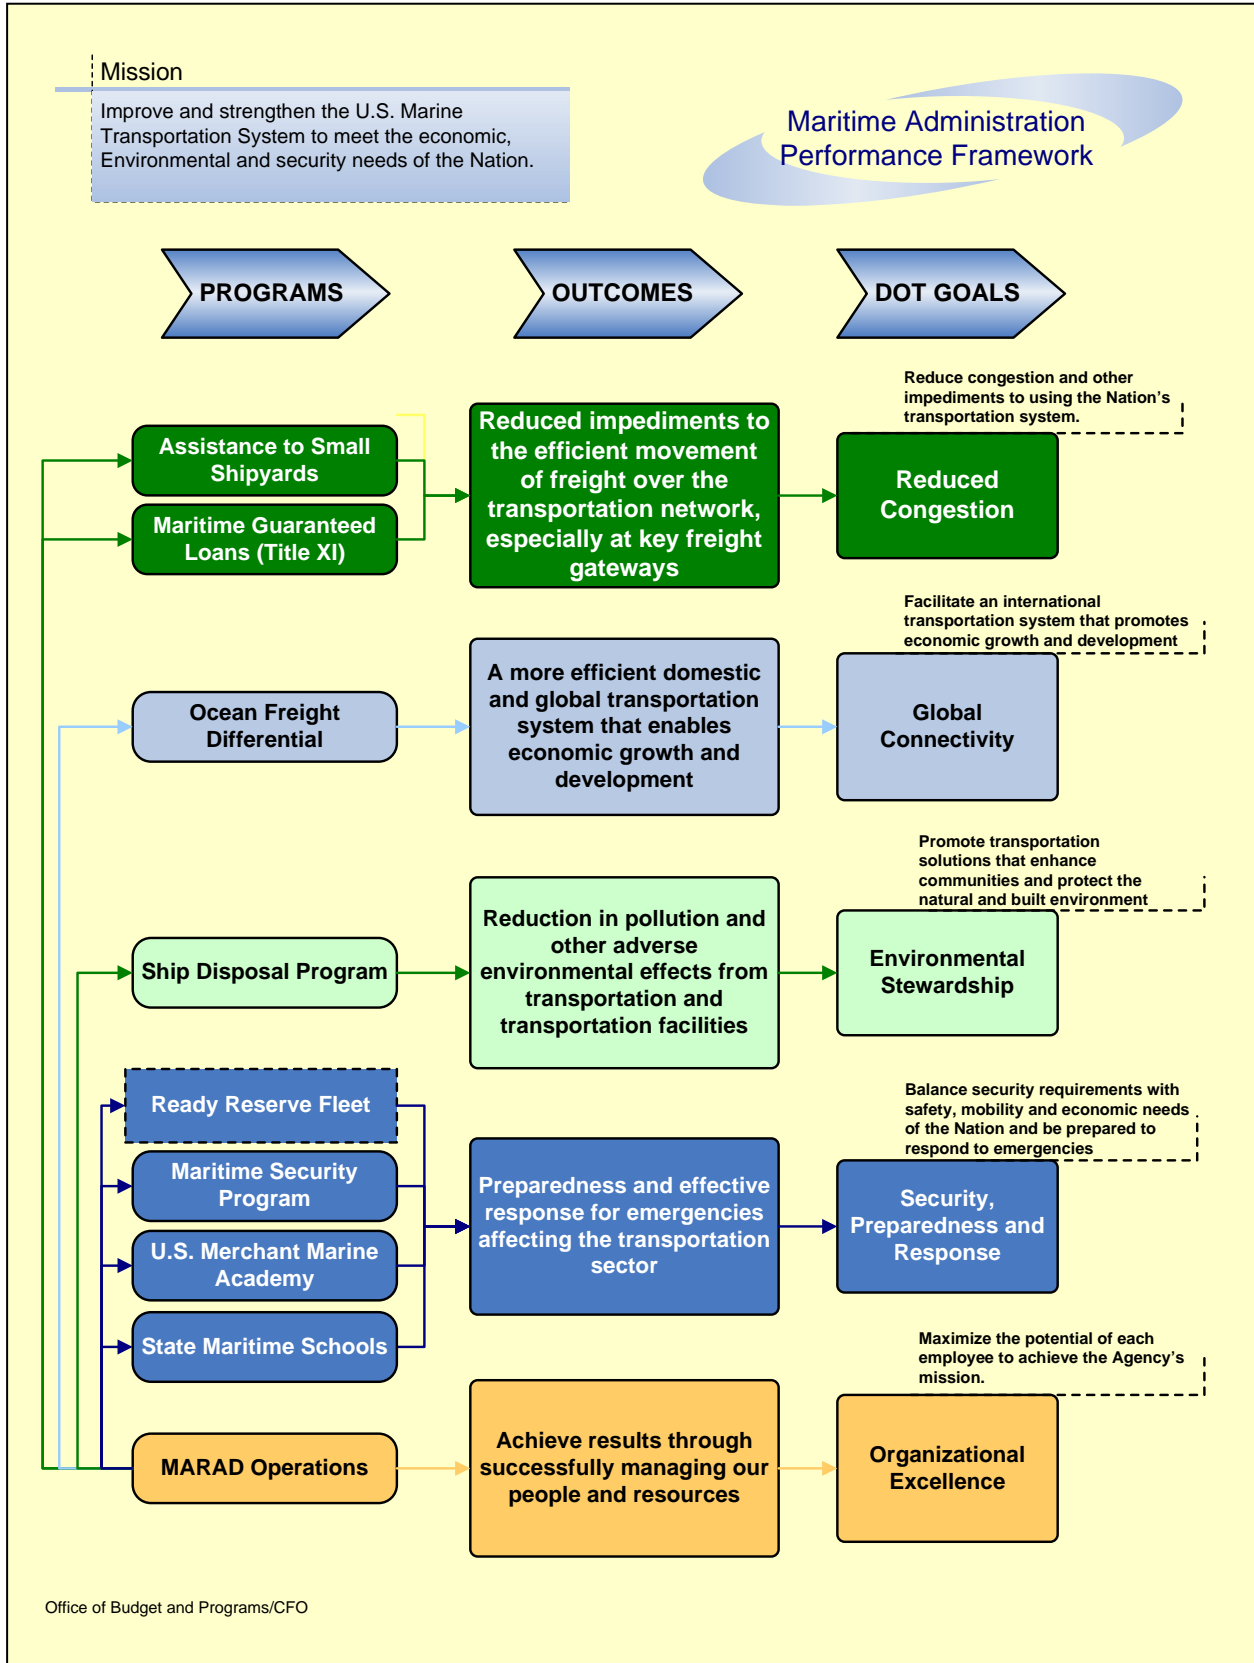 Mission
Improve and strengthen the U.S. Marine
Transportation System to meet the economic,
Environmental and security needs of the Nation.
Maritime Administration
Performance Framework
PROGRAMS
OUTCOMES
DOT GOALS
Reduce congestion and other
impediments to using the Nation’s
transportation system.
Assistance to Small
Shipyards
Maritime Guaranteed
Loans (Title XI)
Reduced impediments to
the efficient movement
of freight over the
transportation network,
especially at key freight
gateways
Reduced
Congestion
Facilitate an international
transportation system that promotes
economic growth and development
Ocean Freight
Differential
A more efficient domestic
and global transportation
system that enables
economic growth and
development
Global
Connectivity
Promote transportation
solutions that enhance
communities and protect the
natural and built environment
Ship Disposal Program
Reduction in pollution and
other adverse
environmental effects from
transportation and
transportation facilities
Environmental
Stewardship
Balance security requirements with
safety, mobility and economic needs
of the Nation and be prepared to
respond to emergencies
Ready Reserve Fleet
Maritime Security
Program
U.S. Merchant Marine
Academy
State Maritime Schools
Preparedness and effective
response for emergencies
affecting the transportation
sector
Security,
Preparedness and
Response
Maximize the potential of each
employee to achieve the Agency’s
mission.
MARAD Operations
Achieve results through
successfully managing our
people and resources
Organizational
Excellence
Office of Budget and Programs/CFO